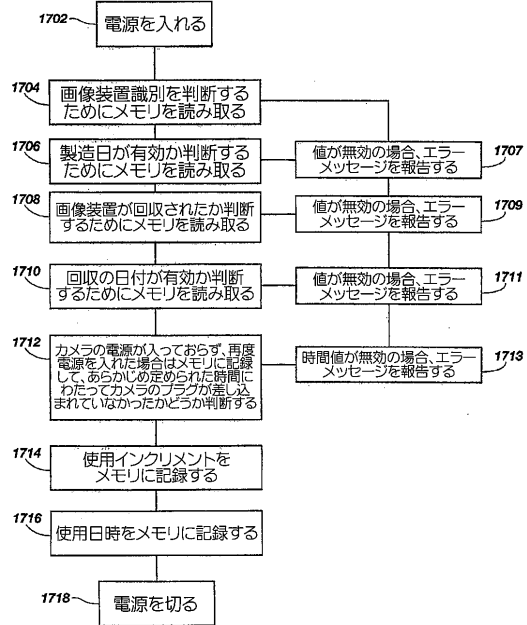 1702
電源を入れる
1704
画像装置識別を判断する
ためにメモリを読み取る
1706
製造日が有効か判断する
ためにメモリを読み取る
値が無効の場合、エラー
メッセージを報告する
1707
1708
画像装置が回収されたか判断
するためにメモリを読み取る
値が無効の場合、エラー
メッセージを報告する
1709
1710
回収の日付が有効か判断
するためにメモリを読み取る
値が無効の場合、エラー
メッセージを報告する
1711
1712
カメラの電源が入っておらず、再度
電源を入れた場合はメモリに記録
して、あらかじめ定められた時間に
わたってカメラのプラグが差し込
まれていなかったかどうか判断する
時間値が無効の場合、エラー
メッセージを報告する
1713
1714
使用インクリメントを
メモリに記録する
1716
使用日時をメモリに記録する
1718
電源を切る